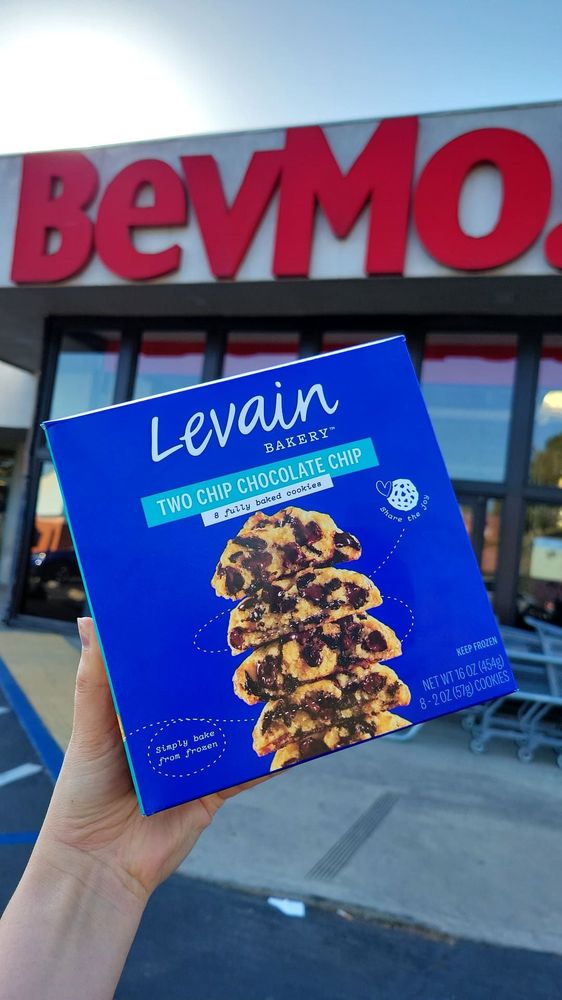 BevMo.
Levain
BAKERY™
TWO CHIP CHOCOLATE CHIP
8 fully baked cookies
share the joy
KEEP FROZEN
NET WT 16 OZ (454g)
8 - 2 OZ (57g) COOKIES
Simply bake
from frozen